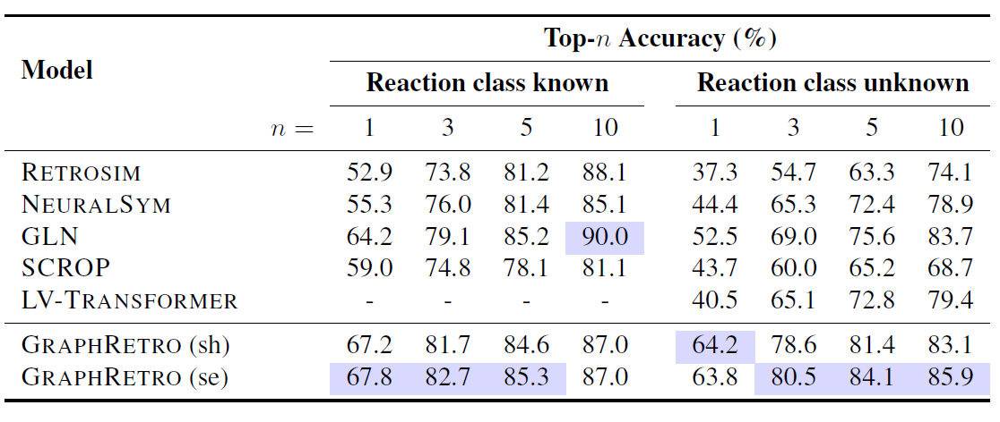 Top-n Accuracy (%)
Model
Reaction class known Reaction class unknown
n = 1 3 5 10 1 3 5 10
RETROSIM 52.9 73.8 81.2 88.1 37.3 54.7 63.3 74.1
NEURALSYM 55.3 76.0 81.4 85.1 44.4 65.3 72.4 78.9
GLN 64.2 79.1 85.2 90.0 52.5 69.0 75.6 83.7
SCROP 59.0 74.8 78.1 81.1 43.7 60.0 65.2 68.7
LV-TRANSFORMER - - - - 40.5 65.1 72.8 79.4
GRAPHRETRO (sh) 67.2 81.7 84.6 87.0 64.2 78.6 81.4 83.1
GRAPHRETRO (se) 67.8 82.7 85.3 87.0 63.8 80.5 84.1 85.9